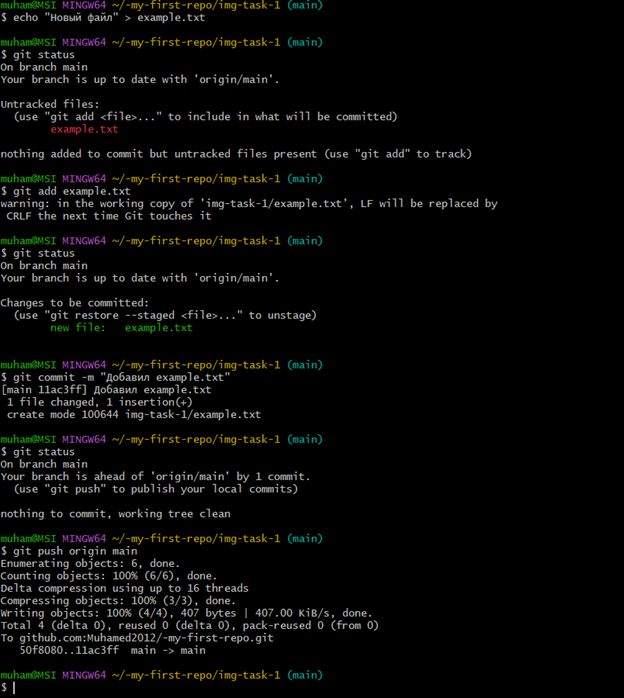 muham@MSI MINGW64 ~/-my-first-repo/img-task-1 (main)
$ echo "Новый файл" > example.txt
muham@MSI MINGW64 ~/-my-first-repo/img-task-1 (main)
$ git status
On branch main
Your branch is up to date with 'origin/main'.
Untracked files:
(use "git add <file>..." to include in what will be committed)
example.txt
nothing added to commit but untracked files present (use "git add" to track)
muham@MSI MINGW64 ~/-my-first-repo/img-task-1 (main)
$ git add example.txt
warning: in the working copy of 'img-task-1/example.txt', LF will be replaced by
CRLF the next time Git touches it
muham@MSI MINGW64 ~/-my-first-repo/img-task-1 (main)
$ git status
On branch main
Your branch is up to date with 'origin/main'.
Changes to be committed:
(use "git restore --staged <file>..." to unstage)
new file:   example.txt
muham@MSI MINGW64 ~/-my-first-repo/img-task-1 (main)
$ git commit -m "Добавил example.txt"
[main 11ac3ff] Добавил example.txt
1 file changed, 1 insertion(+)
create mode 100644 img-task-1/example.txt
muham@MSI MINGW64 ~/-my-first-repo/img-task-1 (main)
$ git status
On branch main
Your branch is ahead of 'origin/main' by 1 commit.
(use "git push" to publish your local commits)
nothing to commit, working tree clean
muham@MSI MINGW64 ~/-my-first-repo/img-task-1 (main)
$ git push origin main
Enumerating objects: 6, done.
Counting objects: 100% (6/6), done.
Delta compression using up to 16 threads
Compressing objects: 100% (3/3), done.
Writing objects: 100% (4/4), 407 bytes | 407.00 KiB/s, done.
Total 4 (delta 0), reused 0 (delta 0), pack-reused 0 (from 0)
To github.com:Muhamed2012/-my-first-repo.git
50f8080..11ac3ff  main -> main
muham@MSI MINGW64 ~/-my-first-repo/img-task-1 (main)
$